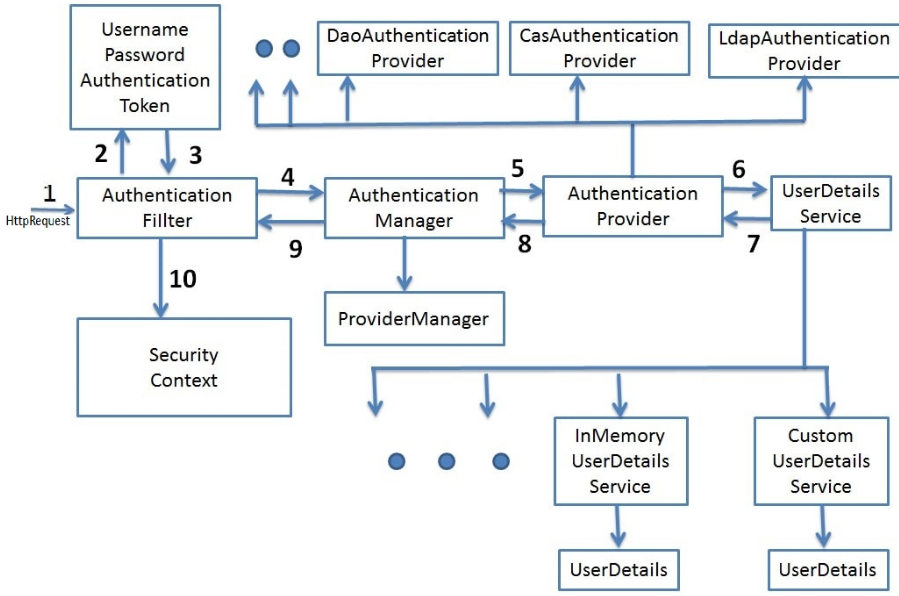 Username
Password
Authentication
Token
DaoAuthentication
Provider
CasAuthentication
Provider
LdapAuthentication
Provider
2
3
1
HttpRequest
Authentication
Fillter
4
9
Authentication
Manager
5
8
Authentication
Provider
6
7
UserDetails
Service
10
Security
Context
ProviderManager
InMemory
UserDetails
Service
Custom
UserDetails
Service
UserDetails
UserDetails